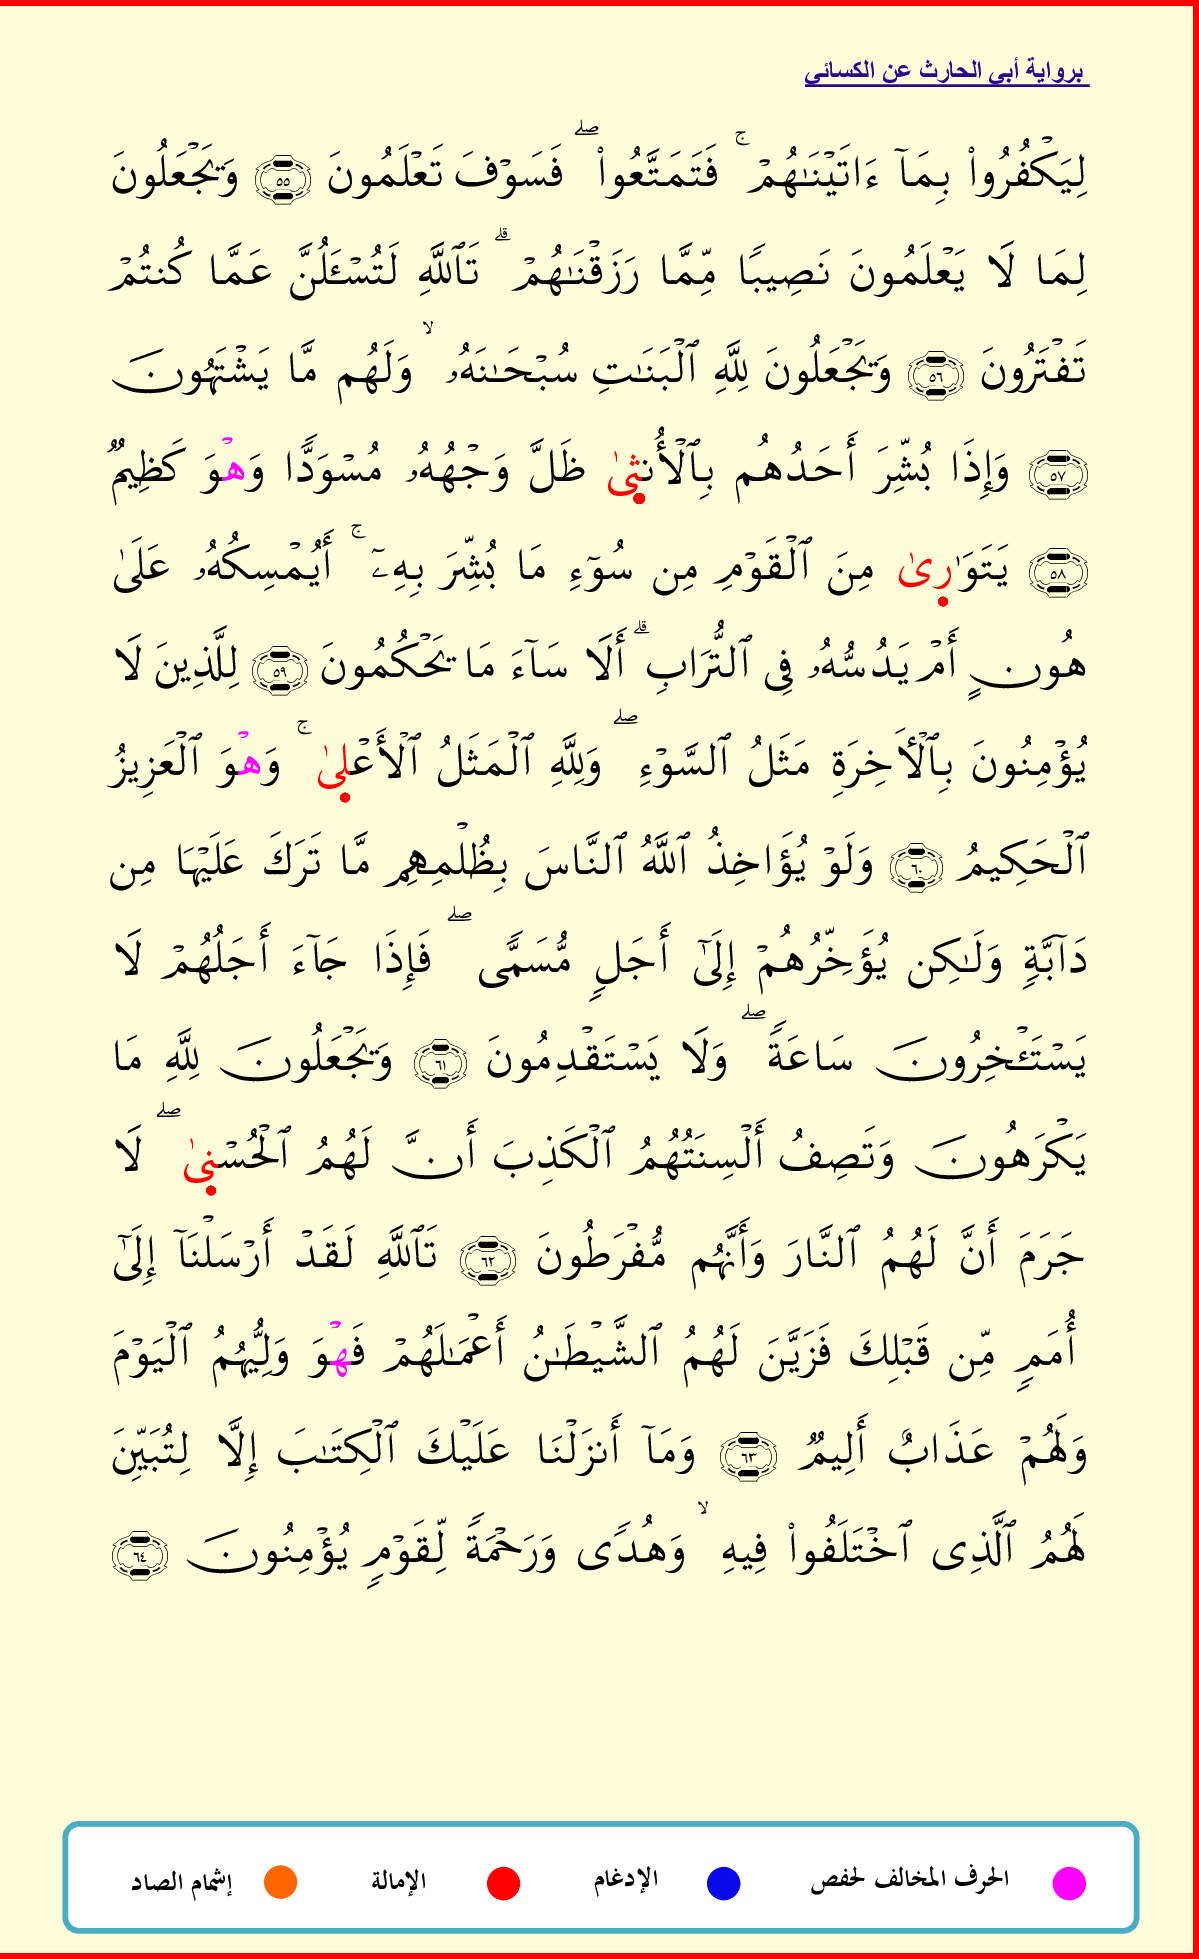 برواية أبي الحارث عن الكسائي
لِيَكْفُرُوا۟ بِمَآ ءَاتَيْنَـٰهُمْ ۚ فَتَمَتَّعُوا۟ ۖ فَسَوْفَ تَعْلَمُونَ ٥٥ وَيَجْعَلُونَ
لِمَا لَا يَعْلَمُونَ نَصِيبًا مِّمَّا رَزَقْنَـٰهُمْ ۗ تَٱللَّهِ لَتُسْـَٔلُنَّ عَمَّا كُنتُمْ
تَفْتَرُونَ ٥٦ وَيَجْعَلُونَ لِلَّهِ ٱلْبَنَـٰتِ سُبْحَـٰنَهُۥ ۙ وَلَهُم مَّا يَشْتَهُونَ
٥٧ وَإِذَا بُشِّرَ أَحَدُهُم بِٱلْأُنثِىٰ ظَلَّ وَجْهُهُۥ مُسْوَدًّا وَهْوَ كَظِيمٌ
٥٨ يَتَوَٰرِىٰ مِنَ ٱلْقَوْمِ مِن سُوٓءِ مَا بُشِّرَ بِهِۦٓ ۚ أَيُمْسِكُهُۥ عَلَىٰ
هُونٍ أَمْ يَدُسُّهُۥ فِى ٱلتُّرَابِ ۗ أَلَا سَآءَ مَا يَحْكُمُونَ ٥٩ لِلَّذِينَ لَا
يُؤْمِنُونَ بِٱلْـَٔاخِرَةِ مَثَلُ ٱلسَّوْءِ ۖ وَلِلَّهِ ٱلْمَثَلُ ٱلْأَعْلِىٰ ۚ وَهْوَ ٱلْعَزِيزُ
ٱلْحَكِيمُ ٦٠ وَلَوْ يُؤَاخِذُ ٱللَّهُ ٱلنَّاسَ بِظُلْمِهِم مَّا تَرَكَ عَلَيْهَا مِن
دَآبَّةٍ وَلَـٰكِن يُؤَخِّرُهُمْ إِلَىٰٓ أَجَلٍ مُّسَمًّى ۖ فَإِذَا جَآءَ أَجَلُهُمْ لَا
يَسْتَـْٔخِرُونَ سَاعَةً ۖ وَلَا يَسْتَقْدِمُونَ ٦١ وَيَجْعَلُونَ لِلَّهِ مَا
يَكْرَهُونَ وَتَصِفُ أَلْسِنَتُهُمُ ٱلْكَذِبَ أَنَّ لَهُمُ ٱلْحُسْنِىٰ ۖ لَا
جَرَمَ أَنَّ لَهُمُ ٱلنَّارَ وَأَنَّهُم مُّفْرَطُونَ ٦٢ تَٱللَّهِ لَقَدْ أَرْسَلْنَآ إِلَىٰٓ
أُمَمٍ مِّن قَبْلِكَ فَزَيَّنَ لَهُمُ ٱلشَّيْطَـٰنُ أَعْمَـٰلَهُمْ فَهْوَ وَلِيُّهُمُ ٱلْيَوْمَ
وَلَهُمْ عَذَابٌ أَلِيمٌ ٦٣ وَمَآ أَنزَلْنَا عَلَيْكَ ٱلْكِتَـٰبَ إِلَّا لِتُبَيِّنَ
لَهُمُ ٱلَّذِى ٱخْتَلَفُوا۟ فِيهِ ۙ وَهُدًى وَرَحْمَةً لِّقَوْمٍ يُؤْمِنُونَ ٦٤
الحرف المخالف لحفص الإدغام الإمالة إشمام الصاد